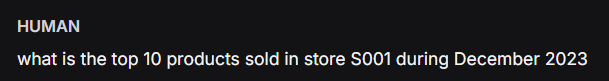 HUMAN
what is the top 10 products sold in store S001 during December 2023